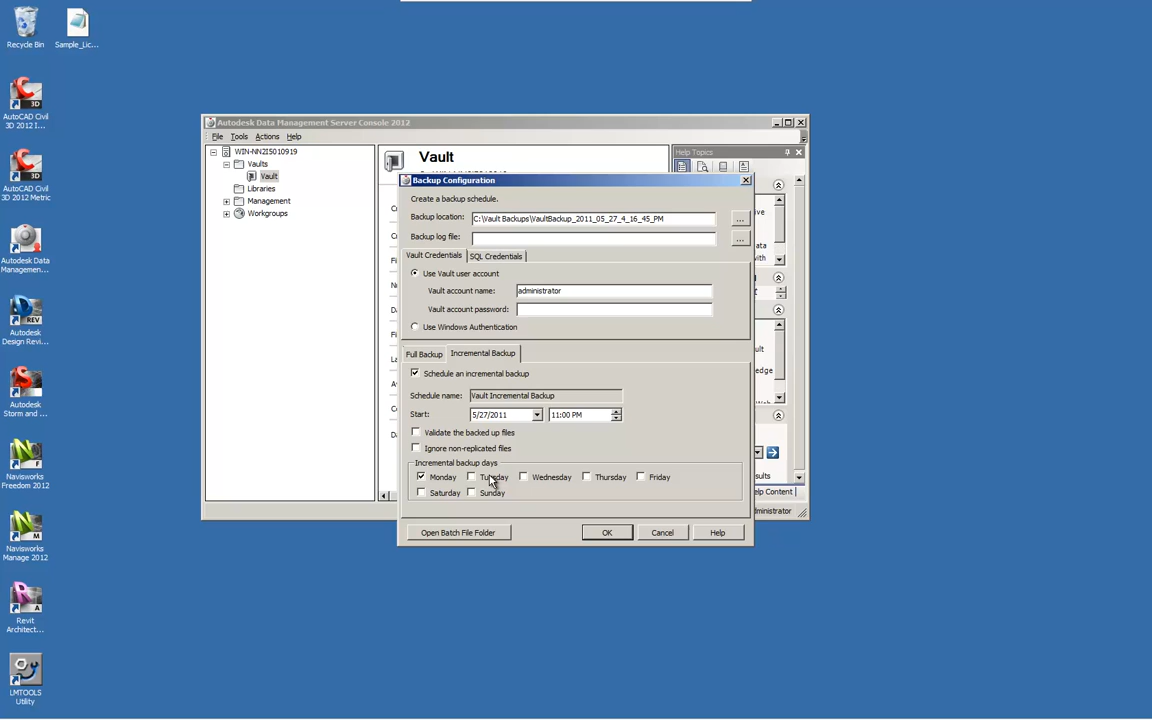 Recycle Bin
Sample_Lic...
AutoCAD Civil
3D 2012 I...
AutoCAD Civil
3D 2012 Metric
Autodesk Data
Managemen...
Autodesk
Design Revi...
Autodesk
Storm and ...
Navisworks
Freedom 2012
Navisworks
Manage 2012
Revit
Architect...
LMTOOLS
Utility
Autodesk Data Management Server Console 2012
File Tools Actions Help
WIN-NN2IS010919
Vaults
Vault
Libraries
Management
Workgroups
Vault
Help Topics
Backup Configuration
Create a backup schedule.
Backup location: C:\Vault Backups\VaultBackup_2011_05_27_4_16_45_PM ...
Backup log file: ...
Vault Credentials SQL Credentials
Use Vault user account
Vault account name: administrator
Vault account password:
Use Windows Authentication
Full Backup Incremental Backup
Schedule an incremental backup
Schedule name: Vault Incremental Backup
Start: 5/27/2011 11:00 PM
Validate the backed up files
Ignore non-replicated files
Incremental backup days
Monday Tuesday Wednesday Thursday Friday
Saturday Sunday
Open Batch File Folder OK Cancel Help